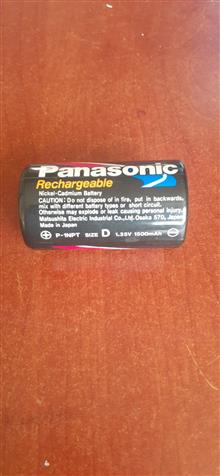 Panasonic
Rechargeable
Nickel-Cadmium Battery
CAUTION: Do not dispose of in fire, put in backwards,
mix with different battery types or short circuit.
Otherwise may explode or leak causing personal injury.
Matsushita Electric Industrial Co., Ltd. Osaka 570, Japan
Made in Japan
⊕ P-1NPT SIZE D 1.25V 1500mAh ⊖